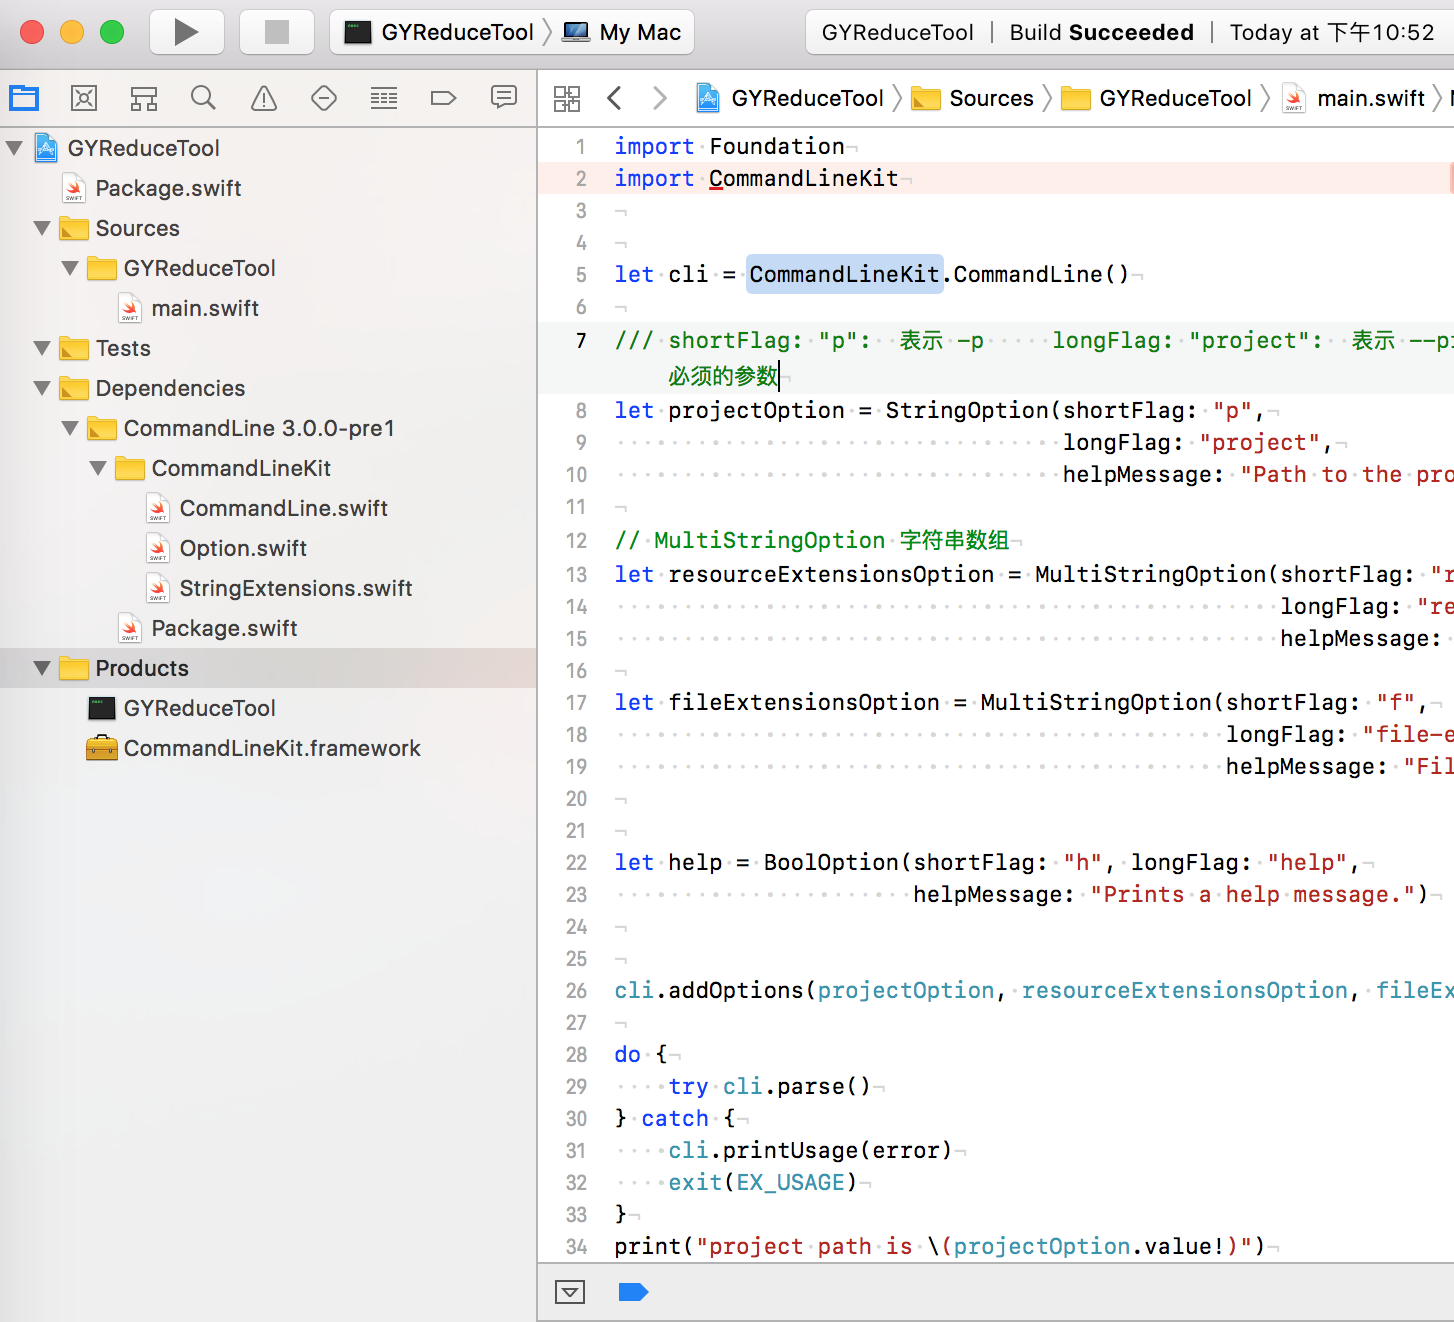 GYReduceTool My Mac
GYReduceTool | Build Succeeded | Today at 下午10:52
GYReduceTool Sources GYReduceTool main.swift
GYReduceTool
Package.swift
Sources
GYReduceTool
main.swift
Tests
Dependencies
CommandLine 3.0.0-pre1
CommandLineKit
CommandLine.swift
Option.swift
StringExtensions.swift
Package.swift
Products
GYReduceTool
CommandLineKit.framework
1 import Foundation
2 import CommandLineKit
3
4
5 let cli = CommandLineKit.CommandLine()
6
7 /// shortFlag: "p": 表示 -p longFlag: "project": 表示
必须的参数
8 let projectOption = StringOption(shortFlag: "p",
9 longFlag: "project",
10 helpMessage: "Path to the pro
11
12 // MultiStringOption 字符串数组
13 let resourceExtensionsOption = MultiStringOption(shortFlag: "r
14 longFlag: "re
15 helpMessage:
16
17 let fileExtensionsOption = MultiStringOption(shortFlag: "f",
18 longFlag: "file-e
19 helpMessage: "Fil
20
21
22 let help = BoolOption(shortFlag: "h", longFlag: "help",
23 helpMessage: "Prints a help message.")
24
25
26 cli.addOptions(projectOption, resourceExtensionsOption, fileEx
27
28 do {
29 try cli.parse()
30 } catch {
31 cli.printUsage(error)
32 exit(EX_USAGE)
33 }
34 print("project path is \(projectOption.value!)")